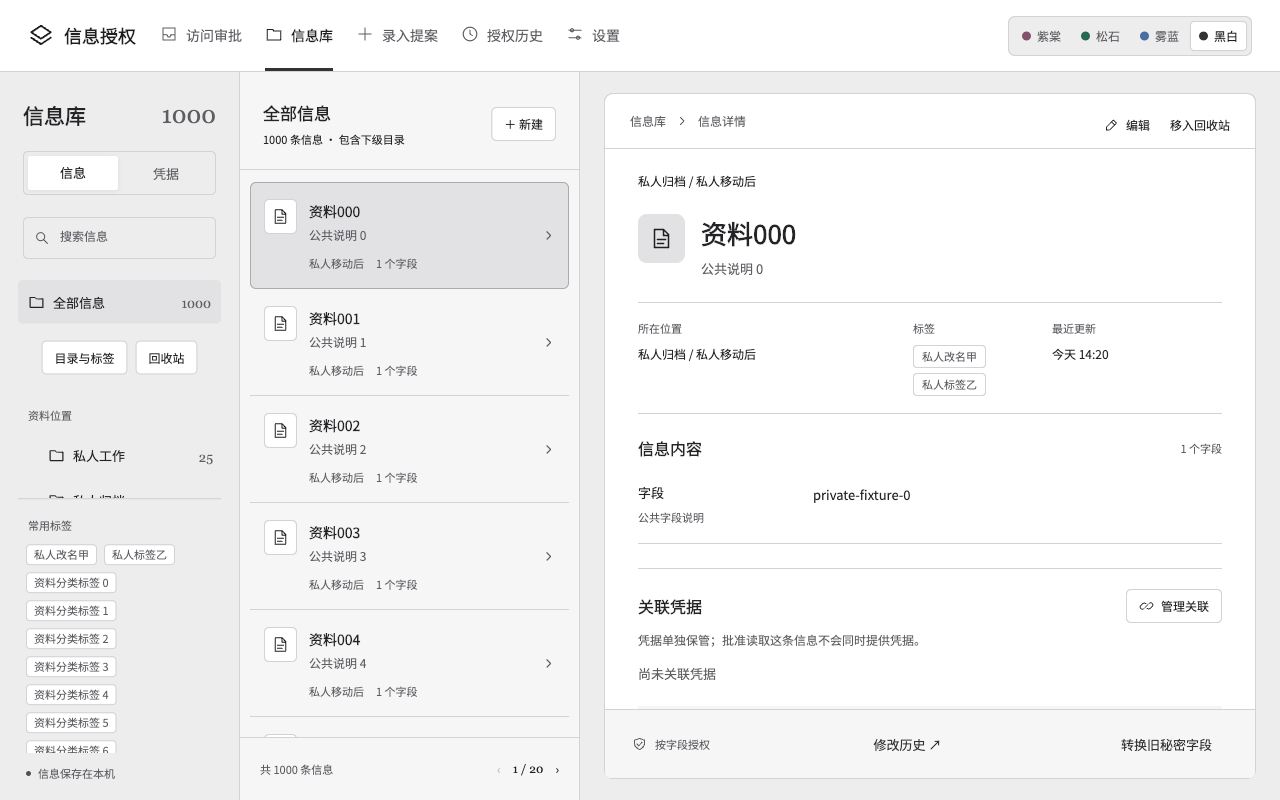 信息授权 访问审批 信息库 录入提案 授权历史 设置 紫棠 松石 雾蓝 黑白
信息库 1000
信息 凭据
搜索信息
全部信息 1000
目录与标签 回收站
资料位置
私人工作 25
私人归档
常用标签
私人改名甲 私人标签乙
资料分类标签 0
资料分类标签 1
资料分类标签 2
资料分类标签 3
资料分类标签 4
资料分类标签 5
资料分类标签 6
信息保存在本机
全部信息
1000 条信息 · 包含下级目录
+ 新建
资料000
公共说明 0
私人移动后 1 个字段
资料001
公共说明 1
私人移动后 1 个字段
资料002
公共说明 2
私人移动后 1 个字段
资料003
公共说明 3
私人移动后 1 个字段
资料004
公共说明 4
私人移动后 1 个字段
共 1000 条信息 ‹ 1 / 20 ›
信息库 > 信息详情 编辑 移入回收站
私人归档 / 私人移动后
资料000
公共说明 0
所在位置 标签 最近更新
私人归档 / 私人移动后 私人改名甲 今天 14:20
私人标签乙
信息内容 1 个字段
字段 private-fixture-0
公共字段说明
关联凭据 管理关联
凭据单独保管；批准读取这条信息不会同时提供凭据。
尚未关联凭据
按字段授权 修改历史 ↗ 转换旧秘密字段